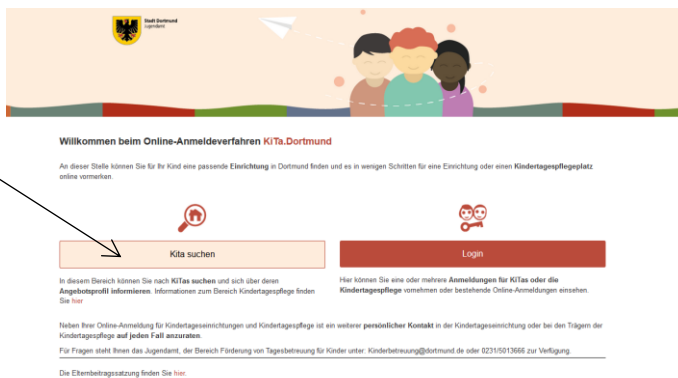 Stadt Dortmund
Jugendamt
Willkommen beim Online-Anmeldeverfahren KiTa.Dortmund
An dieser Stelle können Sie für Ihr Kind eine passende Einrichtung in Dortmund finden und es in wenigen Schritten für eine Einrichtung oder einen Kindertagespflegeplatz
online vormerken.
Kita suchen
In diesem Bereich können Sie nach KiTas suchen und sich über deren
Angebotsprofil informieren. Informationen zum Bereich Kindertagespflege finden
Sie hier
Login
Hier können Sie eine oder mehrere Anmeldungen für KiTas oder die
Kindertagespflege vornehmen oder bestehende Online-Anmeldungen einsehen.
Neben Ihrer Online-Anmeldung für Kindertageseinrichtungen und Kindertagespflege ist ein weiterer persönlicher Kontakt in der Kindertageseinrichtung oder bei den Trägern der
Kindertagespflege auf jeden Fall anzuraten.
Für Fragen steht Ihnen das Jugendamt, der Bereich Förderung von Tagesbetreuung für Kinder unter: Kinderbetreuung@dortmund.de oder 0231/5013666 zur Verfügung.
Die Elternbeitragssatzung finden Sie hier.